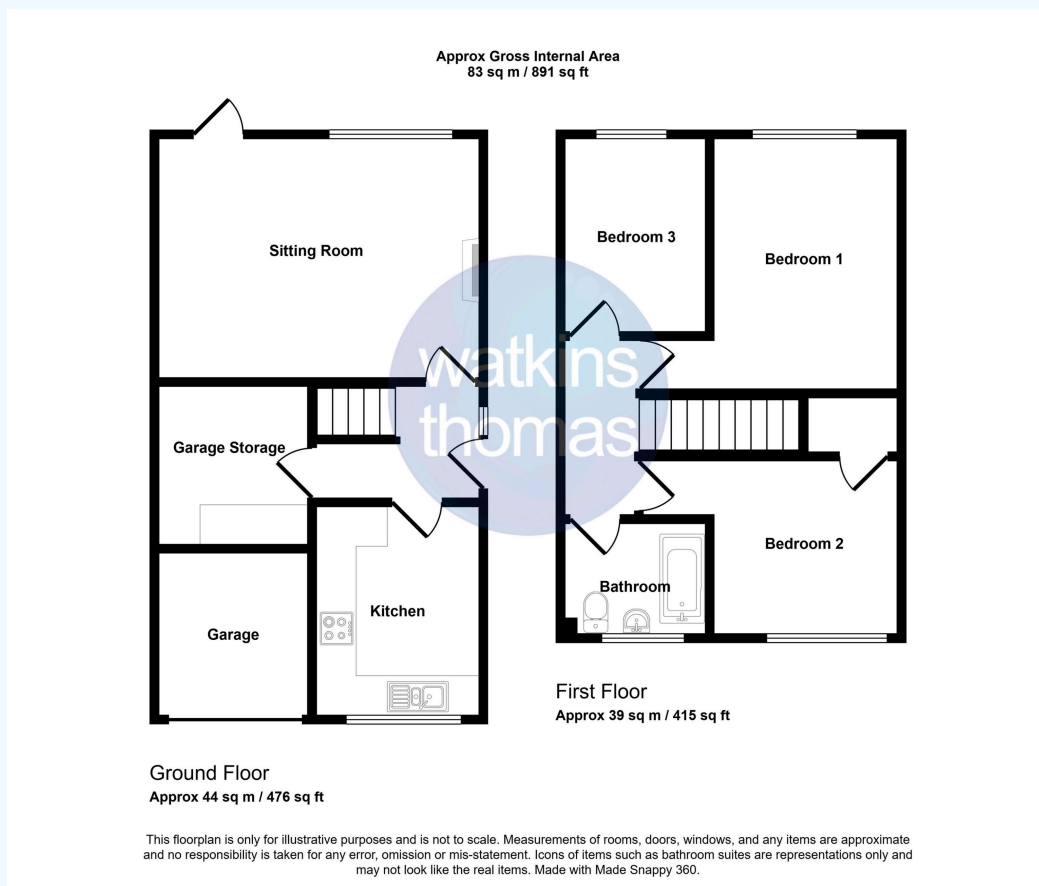 Approx Gross Internal Area
83 sq m / 891 sq ft
Sitting Room
Garage Storage
Garage
Kitchen
Bedroom 3
Bedroom 1
Bedroom 2
Bathroom
watkins
thomas
First Floor
Approx 39 sq m / 415 sq ft
Ground Floor
Approx 44 sq m / 476 sq ft
This floorplan is only for illustrative purposes and is not to scale. Measurements of rooms, doors, windows, and any items are approximate
and no responsibility is taken for any error, omission or mis-statement. Icons of items such as bathroom suites are representations only and
may not look like the real items. Made with Made Snappy 360.